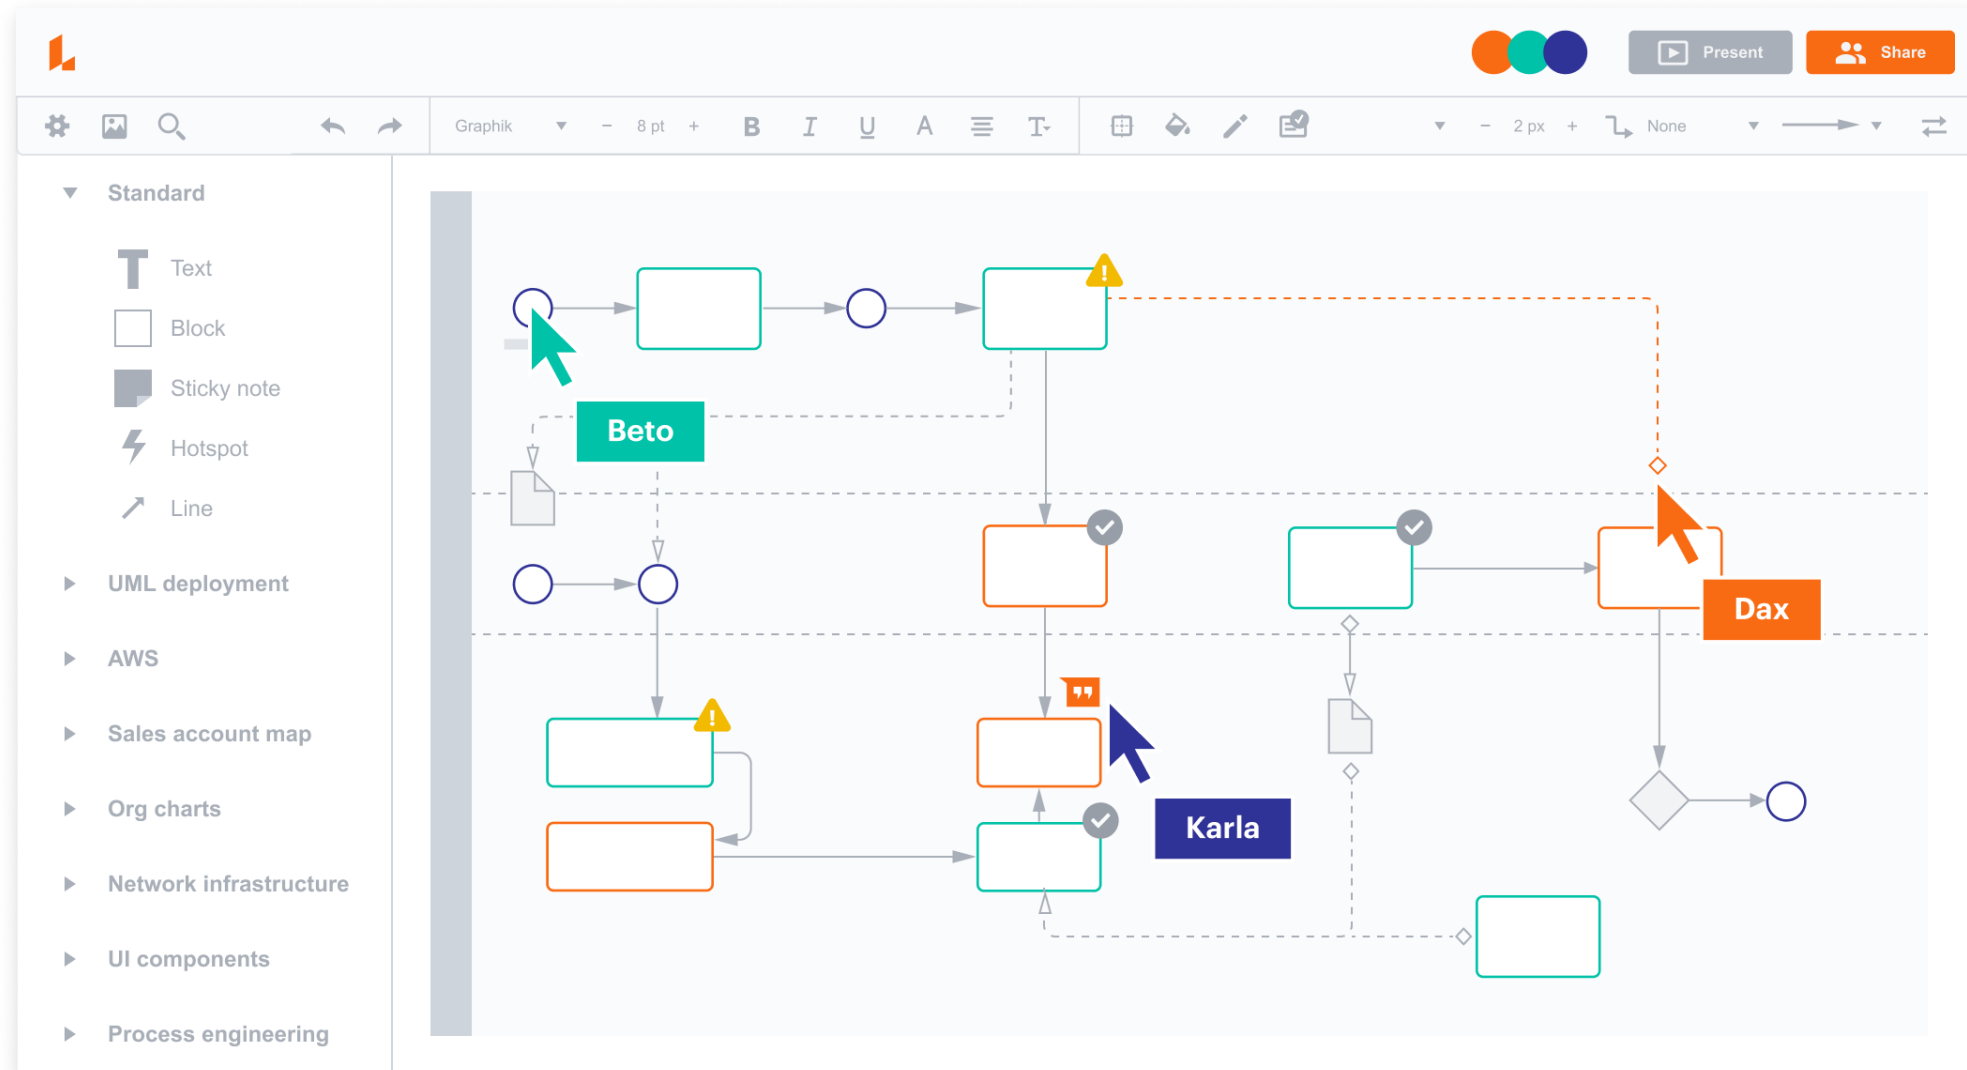 Present
Share
Graphik
8 pt
B I U A T
2 px
None
Standard
T Text
Block
Sticky note
Hotspot
Line
UML deployment
AWS
Sales account map
Org charts
Network infrastructure
UI components
Process engineering
Beto
Dax
Karla